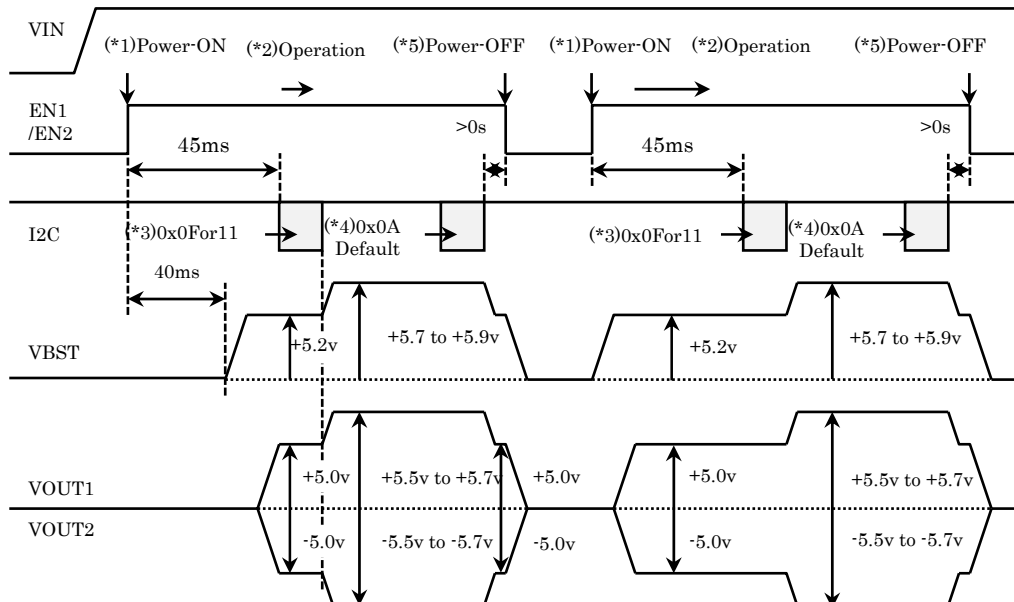 VIN
(*1)Power-ON
(*2)Operation
(*5)Power-OFF
(*1)Power-ON
(*2)Operation
(*5)Power-OFF
EN1
/EN2
45ms
>0s
45ms
>0s
I2C
(*3)0x0For11
(*4)0x0A
Default
(*3)0x0For11
(*4)0x0A
Default
40ms
VBST
+5.2v
+5.7 to +5.9v
+5.2v
+5.7 to +5.9v
VOUT1
+5.0v
+5.5v to +5.7v
+5.0v
+5.0v
+5.5v to +5.7v
VOUT2
-5.0v
-5.5v to -5.7v
-5.0v
-5.0v
-5.5v to -5.7v